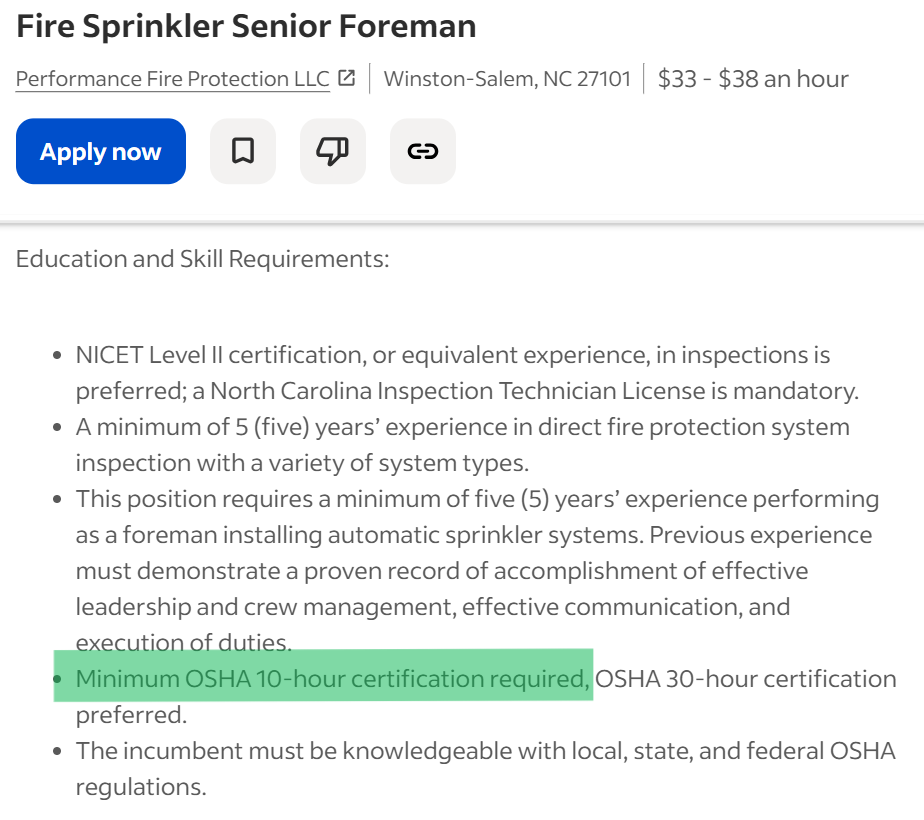 Fire Sprinkler Senior Foreman
Performance Fire Protection LLC Winston-Salem, NC 27101 $33 - $38 an hour
Apply now
Education and Skill Requirements:
• NICET Level II certification, or equivalent experience, in inspections is
preferred; a North Carolina Inspection Technician License is mandatory.
• A minimum of 5 (five) years’ experience in direct fire protection system
inspection with a variety of system types.
• This position requires a minimum of five (5) years’ experience performing
as a foreman installing automatic sprinkler systems. Previous experience
must demonstrate a proven record of accomplishment of effective
leadership and crew management, effective communication, and
execution of duties.
• Minimum OSHA 10-hour certification required, OSHA 30-hour certification
preferred.
• The incumbent must be knowledgeable with local, state, and federal OSHA
regulations.